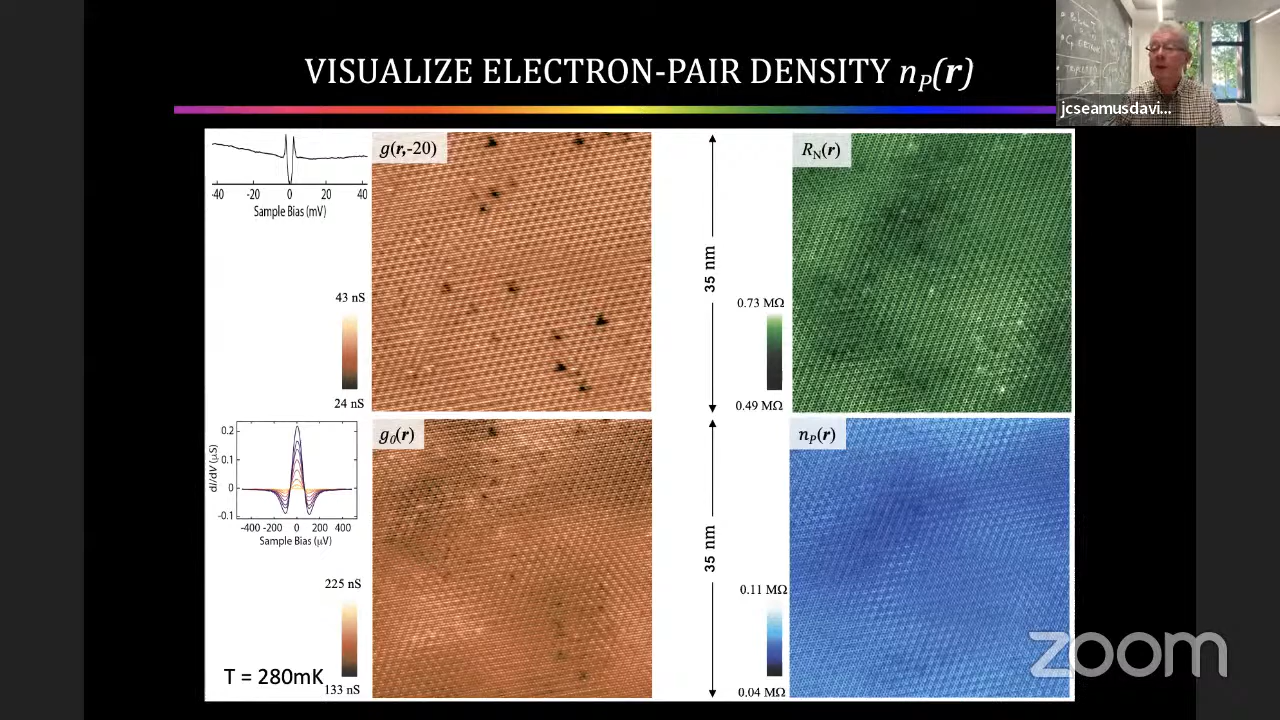 VISUALIZE ELECTRON-PAIR DENSITY nP(r)
jcseamusdavi...
g(r,-20)
RN(r)
-40 -20 0 20 40
Sample Bias (mV)
35 nm
43 nS
24 nS
0.73 MΩ
0.49 MΩ
g0(r)
nP(r)
dI/dV (μS)
0.2
0.1
0
-0.1
-400 -200 0 200 400
Sample Bias (μV)
35 nm
225 nS
133 nS
0.11 MΩ
0.04 MΩ
T = 280mK
zoom